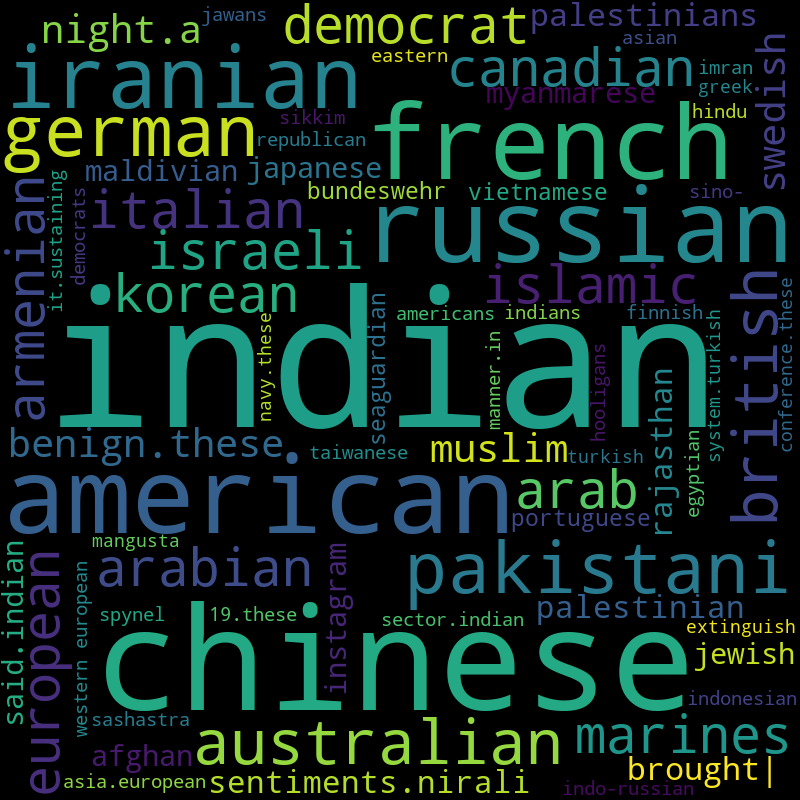 jawans
night.a
democrat
palestinians
eastern
asian
iranian
canadian
imran
greek
swedish
myanmarese
sikkim
hindu
german
french
republican
maldivian
japanese
bundeswehr
vietnamese
sino-
armenian
it.sustaining
democrats
italian
russian
israeli
islamic
korean
indian
americans
indians
finnish
british
conference.these
navy.these
seaguardian
manner.in
hooligans
rajasthan
system.turkish
benign.these
taiwanese
muslim
turkish
egyptian
american
arab
portuguese
mangusta
said.indian
european
western european
arabian
instagram
pakistani
palestinian
spynel
19.these
sector.indian
extinguish
chinese
jewish
indonesian
sashastra
afghan
australian
marines
asia.european
sentiments.nirali
brought|
indo-russian